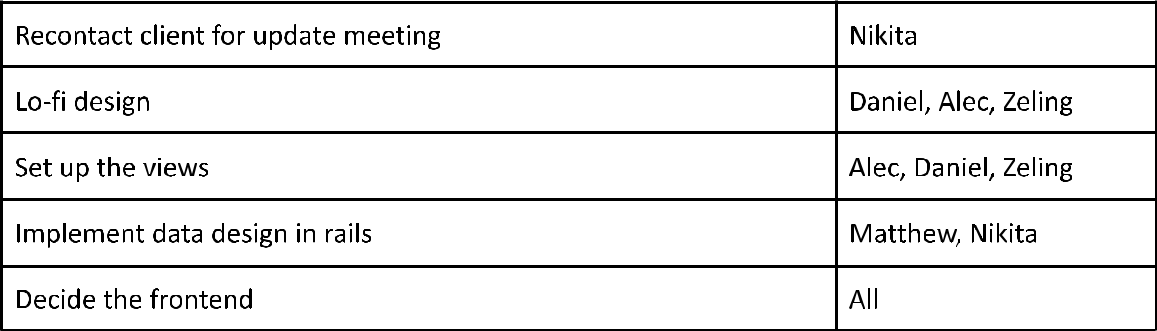 Recontact client for update meeting Nikita
Lo-fi design Daniel, Alec, Zeling
Set up the views Alec, Daniel, Zeling
Implement data design in rails Matthew, Nikita
Decide the frontend All